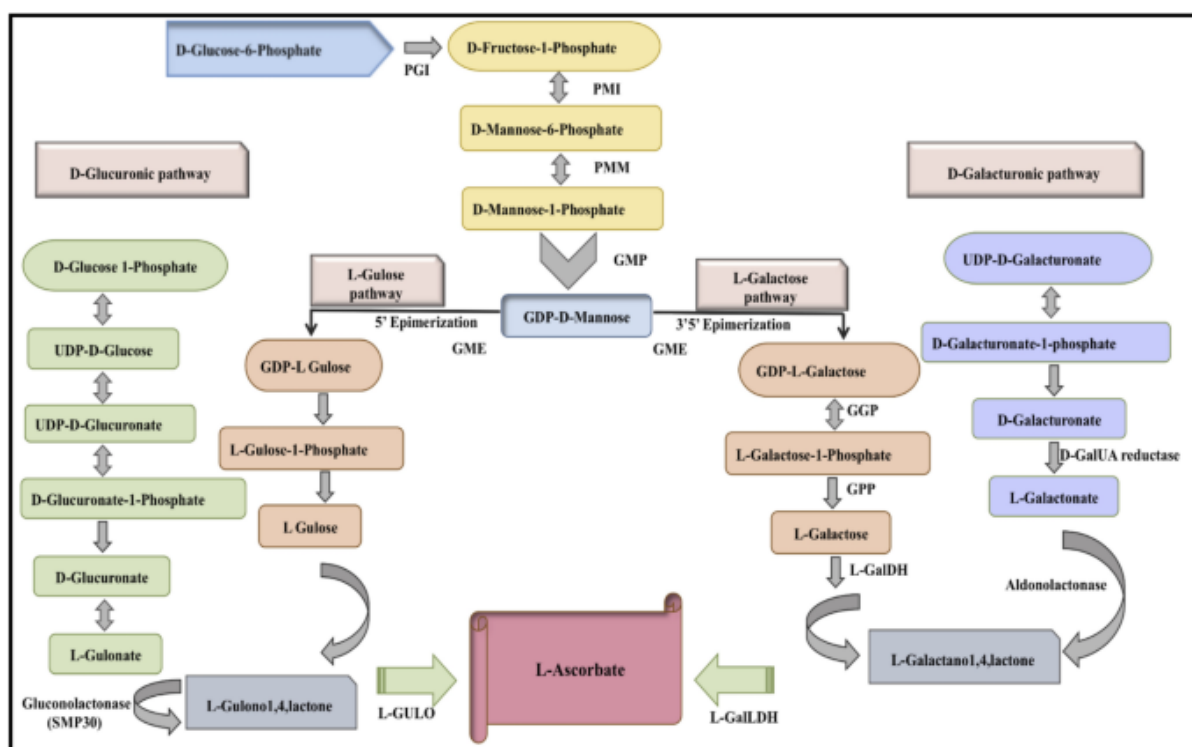 D-Glucose-6-Phosphate
PGI
D-Fructose-1-Phosphate
PMI
D-Mannose-6-Phosphate
PMM
D-Mannose-1-Phosphate
GMP
D-Glucuronic pathway
D-Galacturonic pathway
D-Glucose 1-Phosphate
UDP-D-Glucose
UDP-D-Glucuronate
D-Glucuronate-1-Phosphate
D-Glucuronate
L-Gulonate
Gluconolactonase
(SMP30)
L-Gulose
pathway
5' Epimerization
GME
GDP-D-Mannose
L-Galactose
pathway
3'5' Epimerization
GME
GDP-L Gulose
L-Gulose-1-Phosphate
L Gulose
L-Gulono1,4,lactone
L-GULO
L-Ascorbate
GDP-L-Galactose
GGP
L-Galactose-1-Phosphate
GPP
L-Galactose
L-GalDH
L-GalLDH
L-Galactano1,4,lactone
UDP-D-Galacturonate
D-Galacturonate-1-phosphate
D-Galacturonate
D-GalUA reductase
L-Galactonate
Aldonolactonase